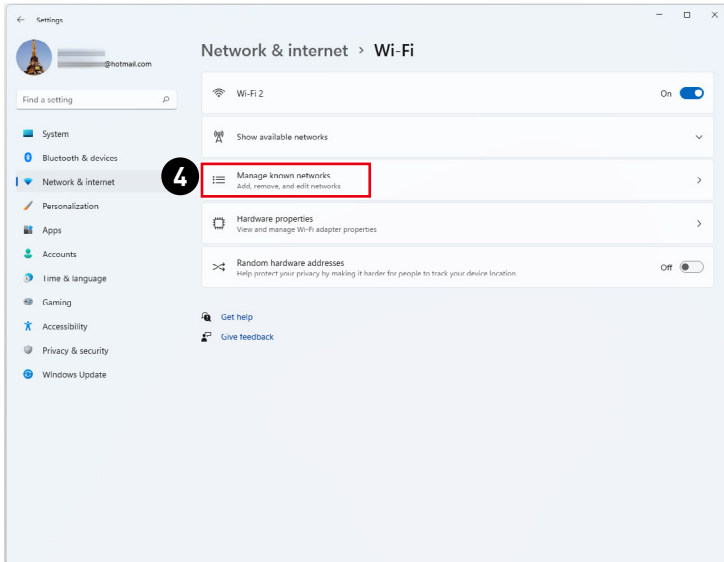 Settings
@hotmail.com
Find a setting
System
Bluetooth & devices
Network & internet
Personalization
Apps
Accounts
Time & language
Gaming
Accessibility
Privacy & security
Windows Update
Network & internet > Wi-Fi
Wi-Fi 2
On
Show available networks
4
Manage known networks
Add, remove, and edit networks
Hardware properties
View and manage Wi-Fi adapter properties
Random hardware addresses
Help protect your privacy by making it harder for people to track your device location.
Off
Get help
Give feedback